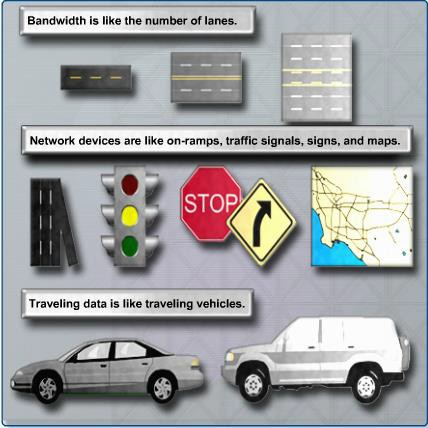 Bandwidth is like the number of lanes.
Network devices are like on-ramps, traffic signals, signs, and maps.
STOP
Traveling data is like traveling vehicles.